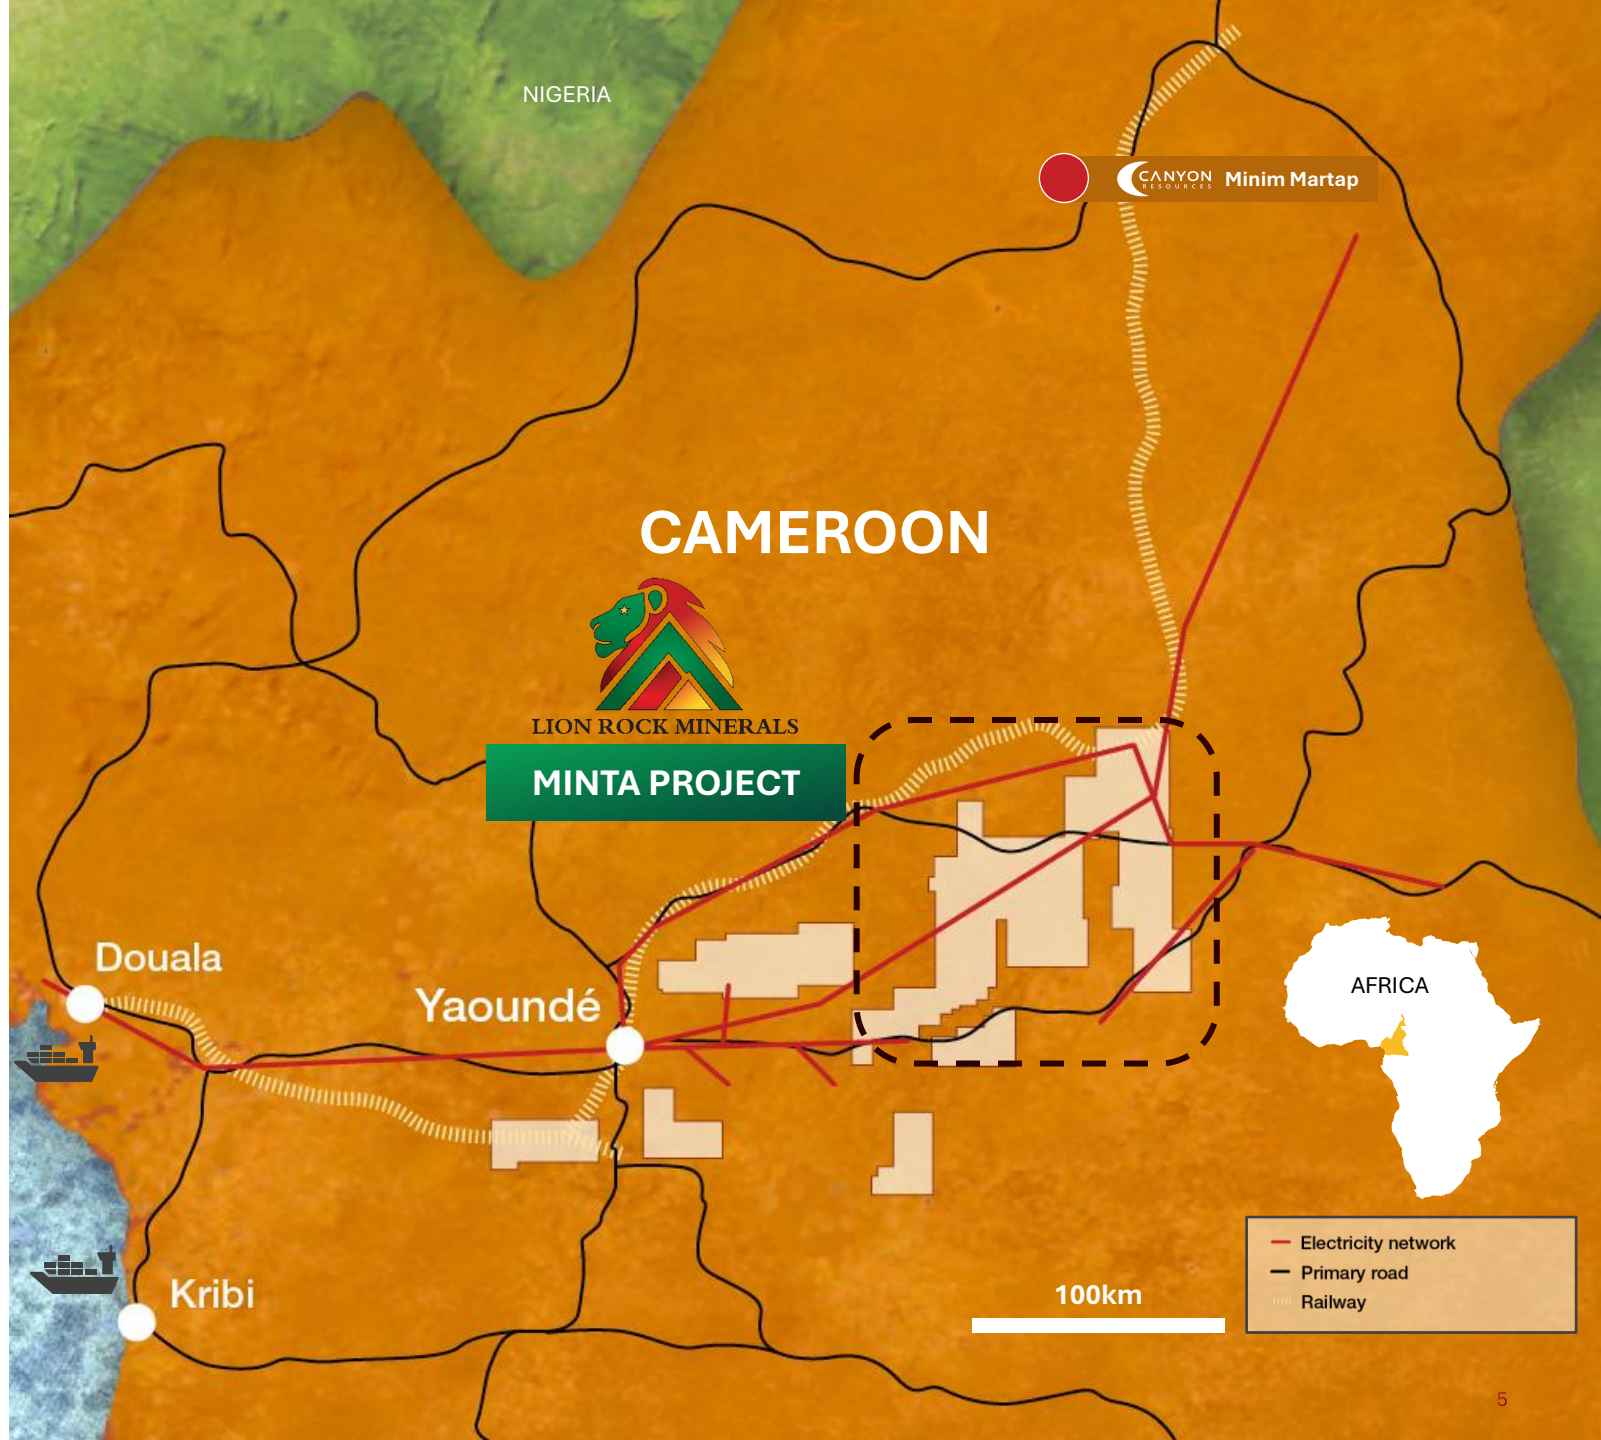 NIGERIA
CANYON
RESOURCES
Minim Martap
CAMEROON
LION ROCK MINERALS
MINTA PROJECT
Douala
Yaoundé
AFRICA
Kribi
100km
Electricity network
Primary road
Railway
5